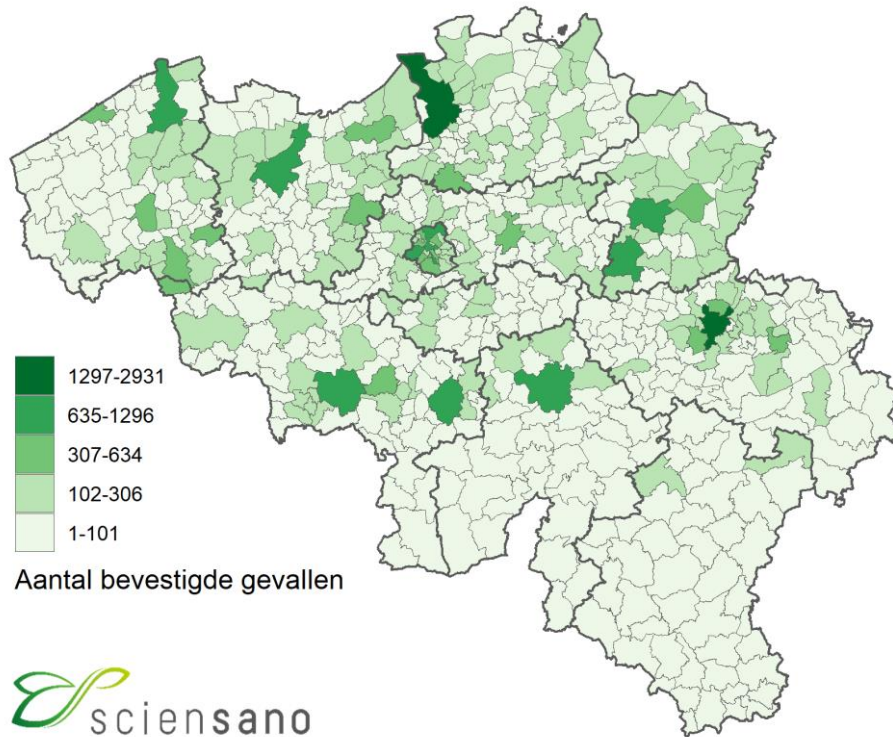 1297-2931
635-1296
307-634
102-306
1-101
Aantal bevestigde gevallen
sciensano